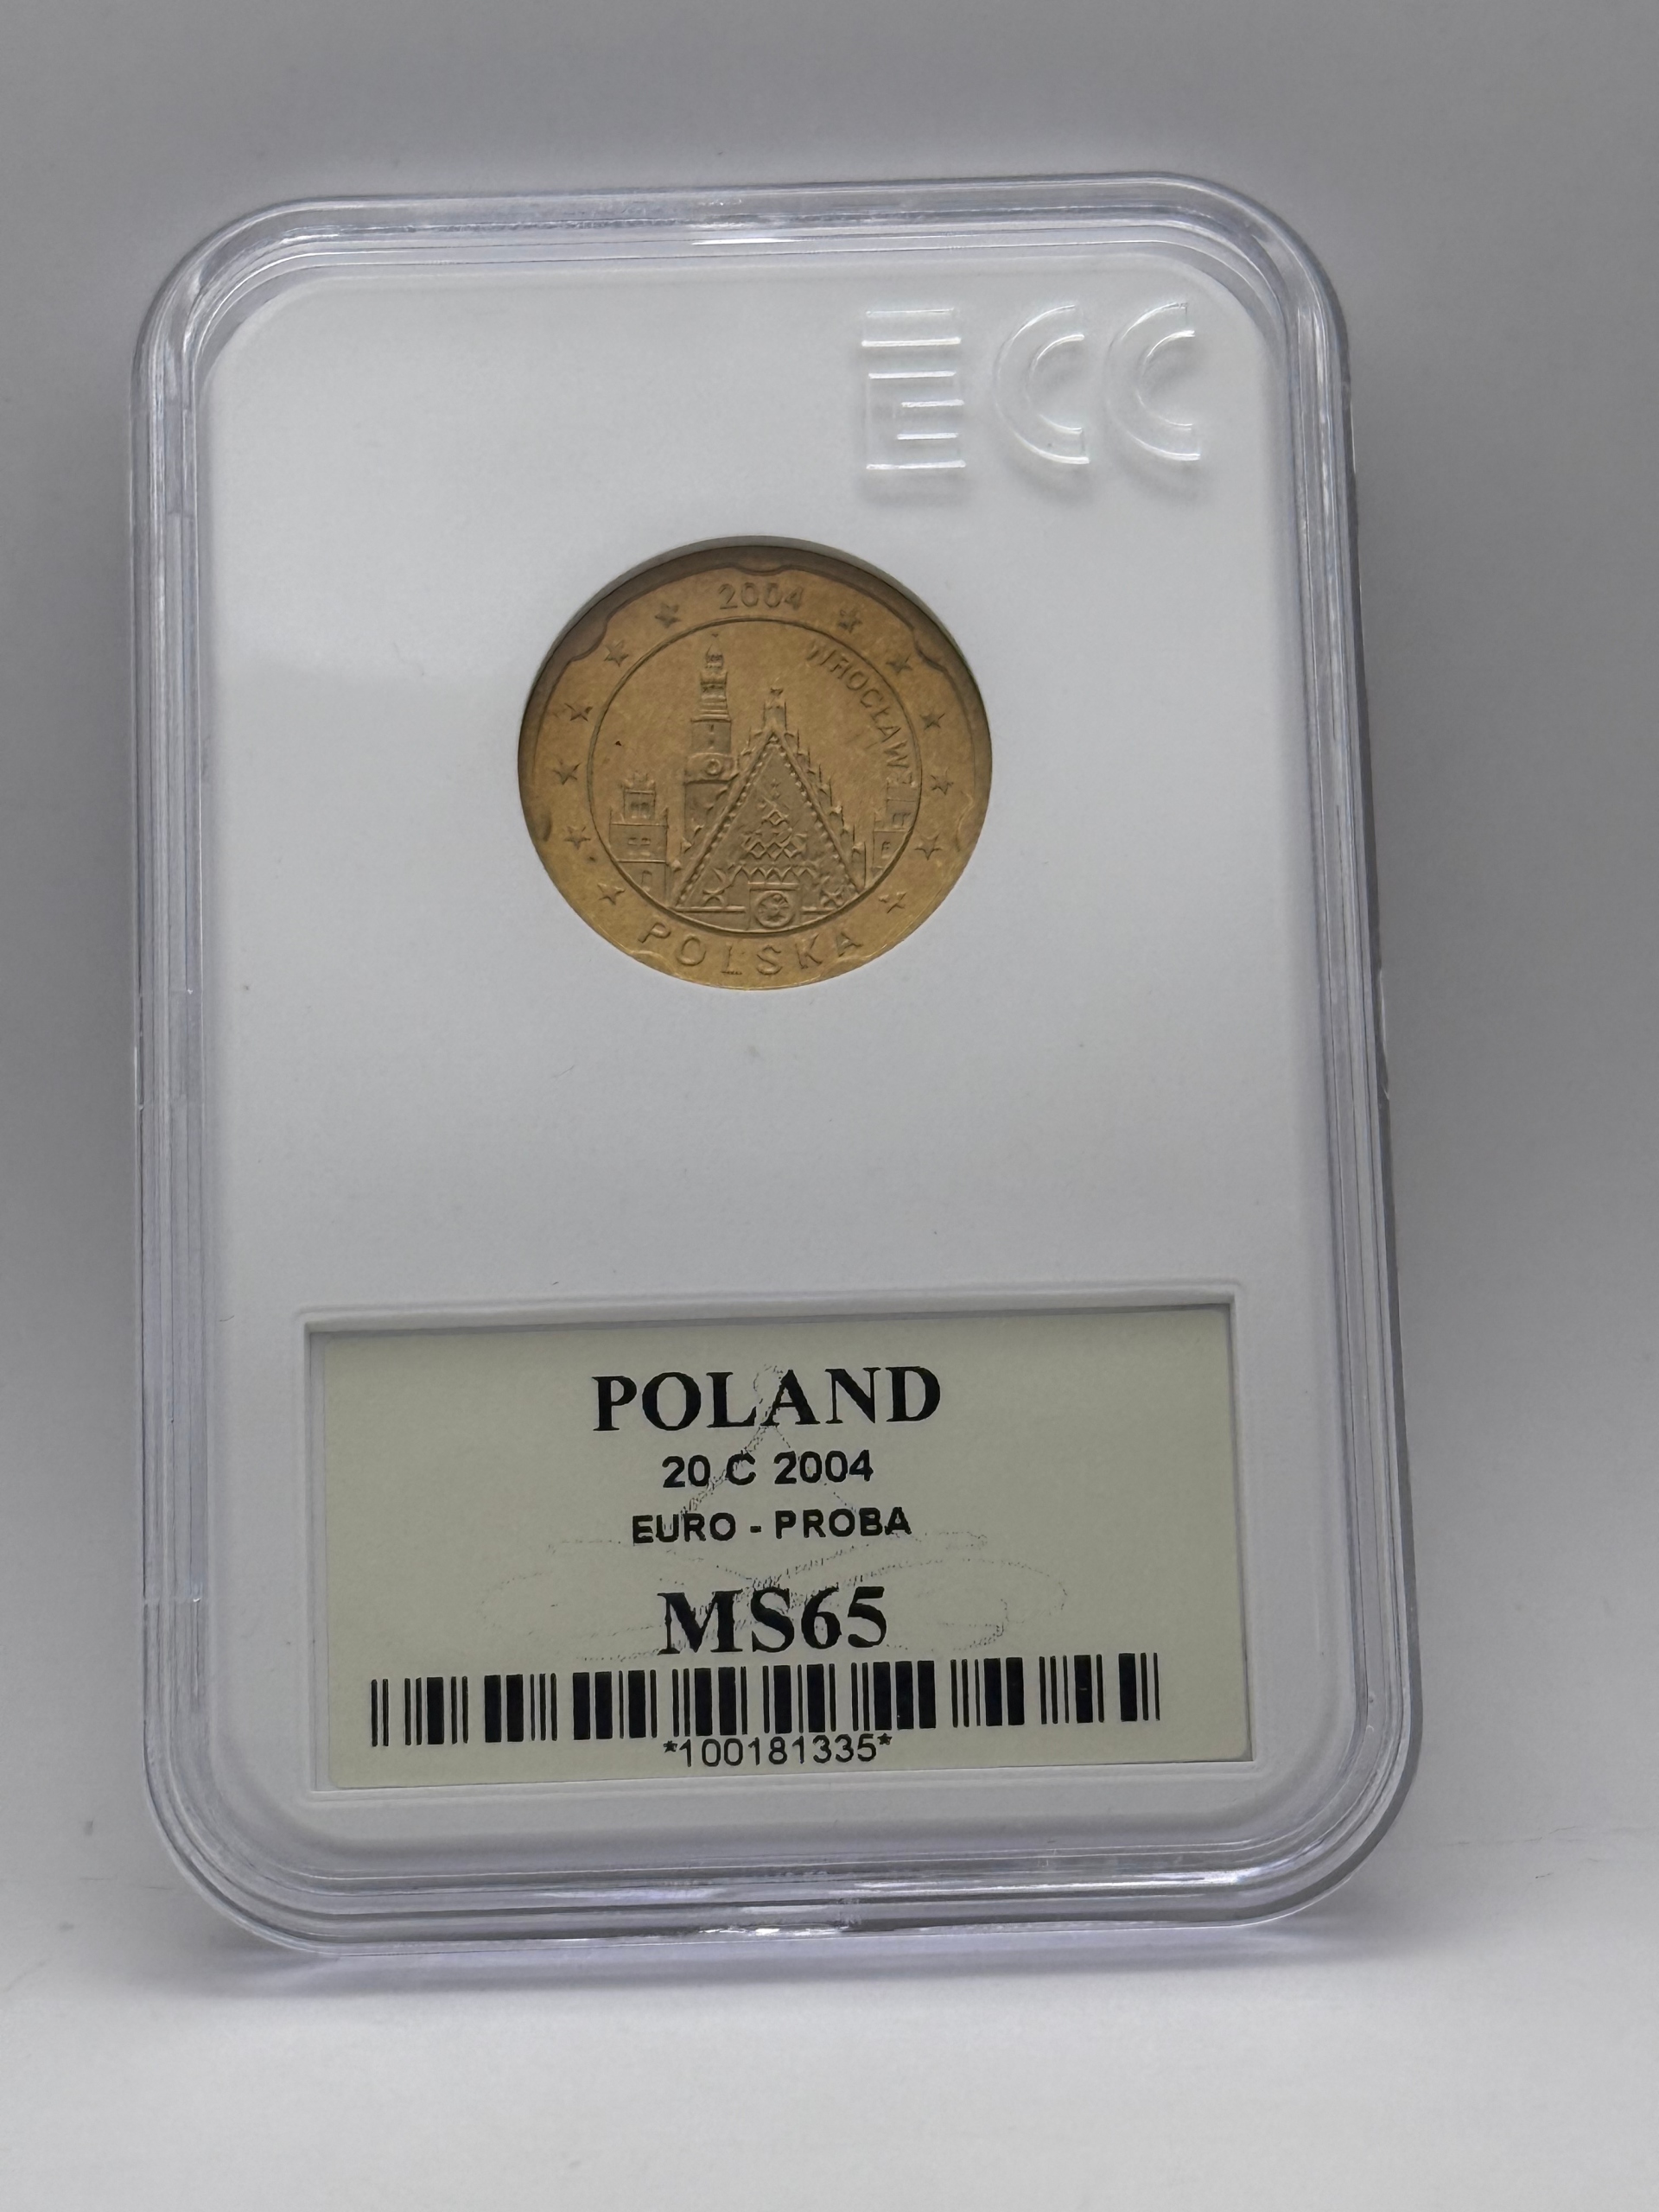 ECC
2004
WROCŁAW
POLSKA
POLAND
20 C 2004
EURO - PROBA
MS65
*100181335*